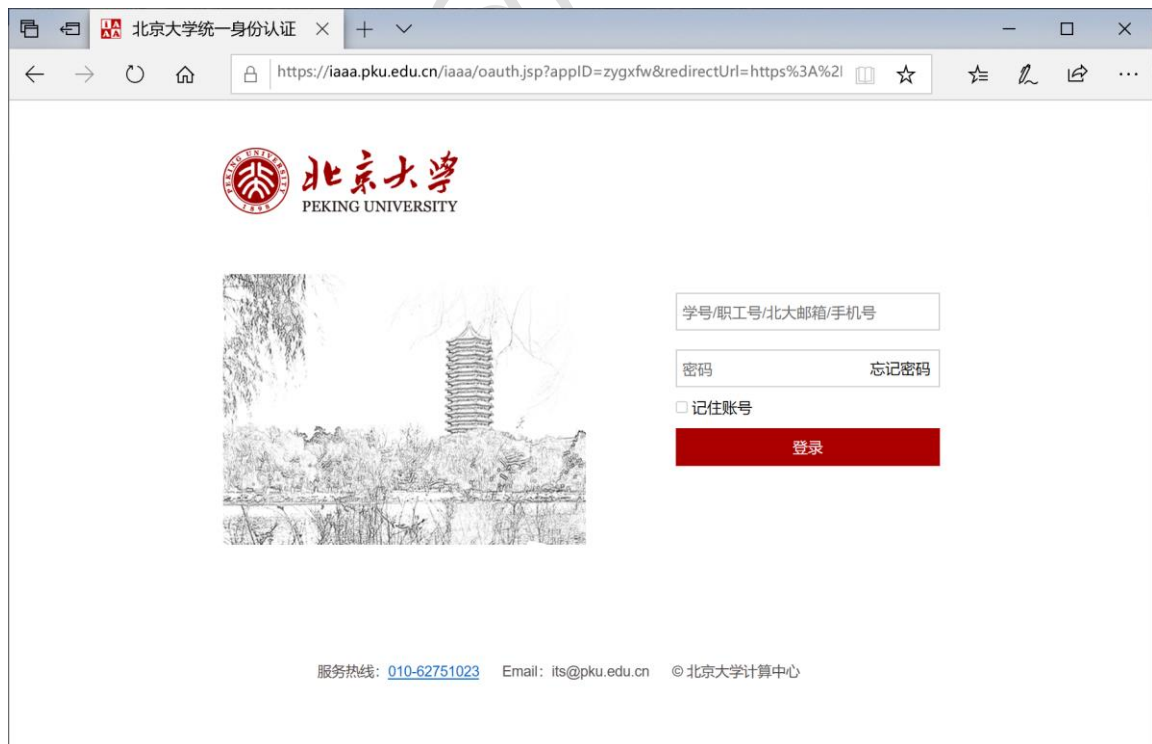 北京大学统一身份认证
https://iaaa.pku.edu.cn/iaaa/oauth.jsp?appID=zygxfw&redirectUrl=https%3A%2
北京大学
PEKING UNIVERSITY
学号/职工号/北大邮箱/手机号
密码 忘记密码
记住账号
登录
服务热线: 010-62751023 Email: its@pku.edu.cn ©北京大学计算中心